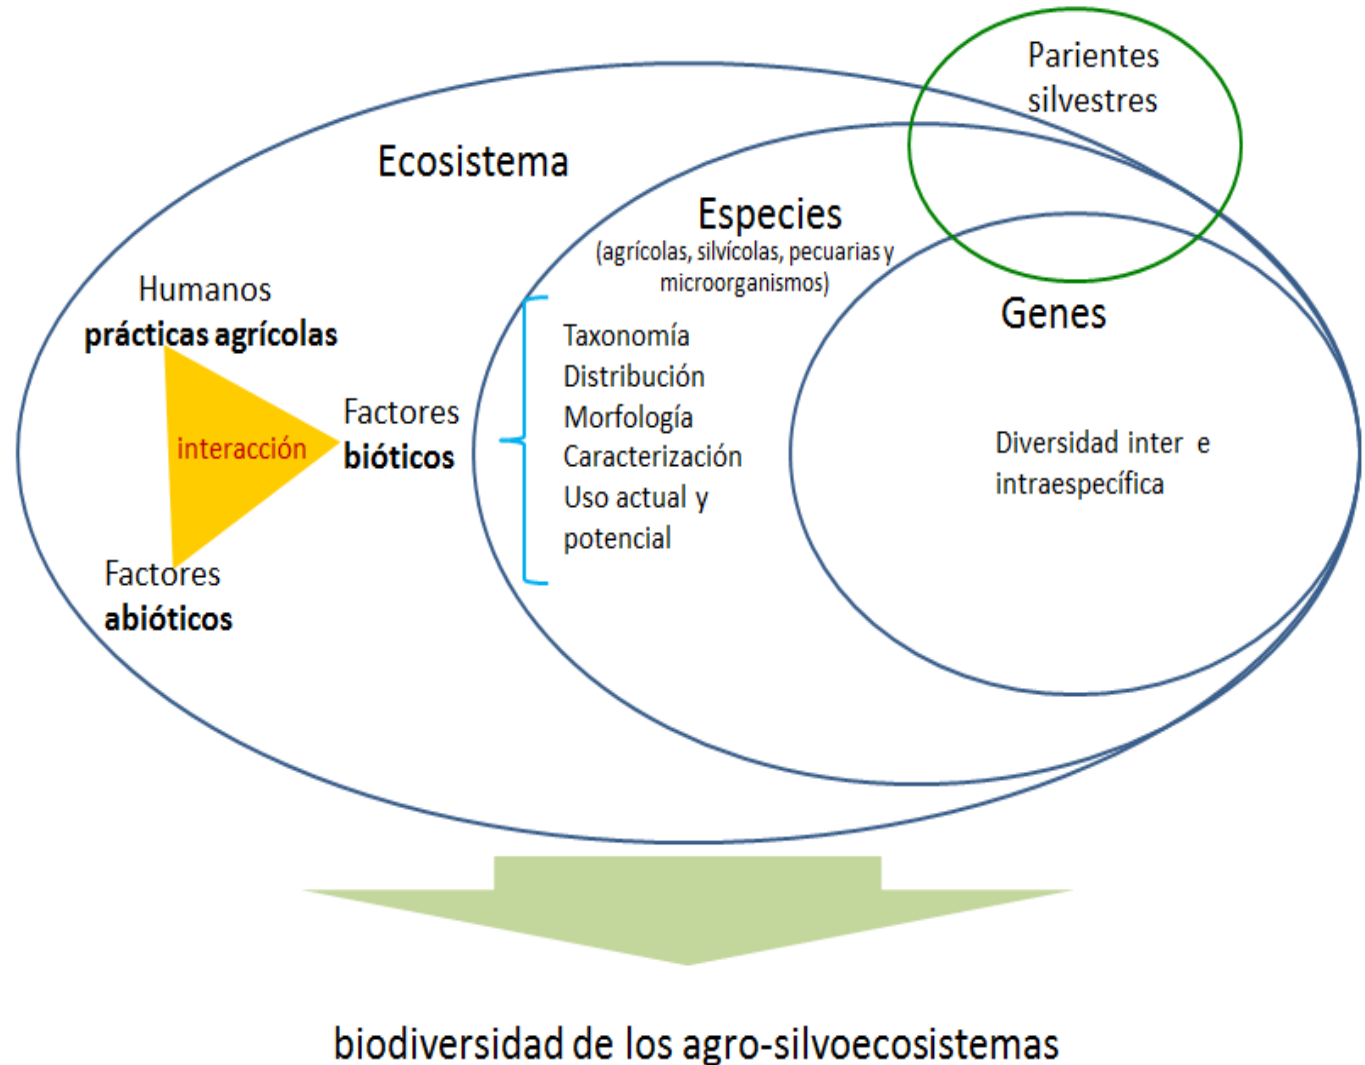 Parientes
silvestres
Ecosistema
Especies
(agrícolas, silvícolas, pecuarias y
microorganismos)
Humanos
prácticas agrícolas
Genes
Taxonomía
Distribución
Morfología
Caracterización
Uso actual y
potencial
Factores
bióticos
interacción
Diversidad inter e
intraespecífica
Factores
abióticos
biodiversidad de los agro-silvoecosistemas